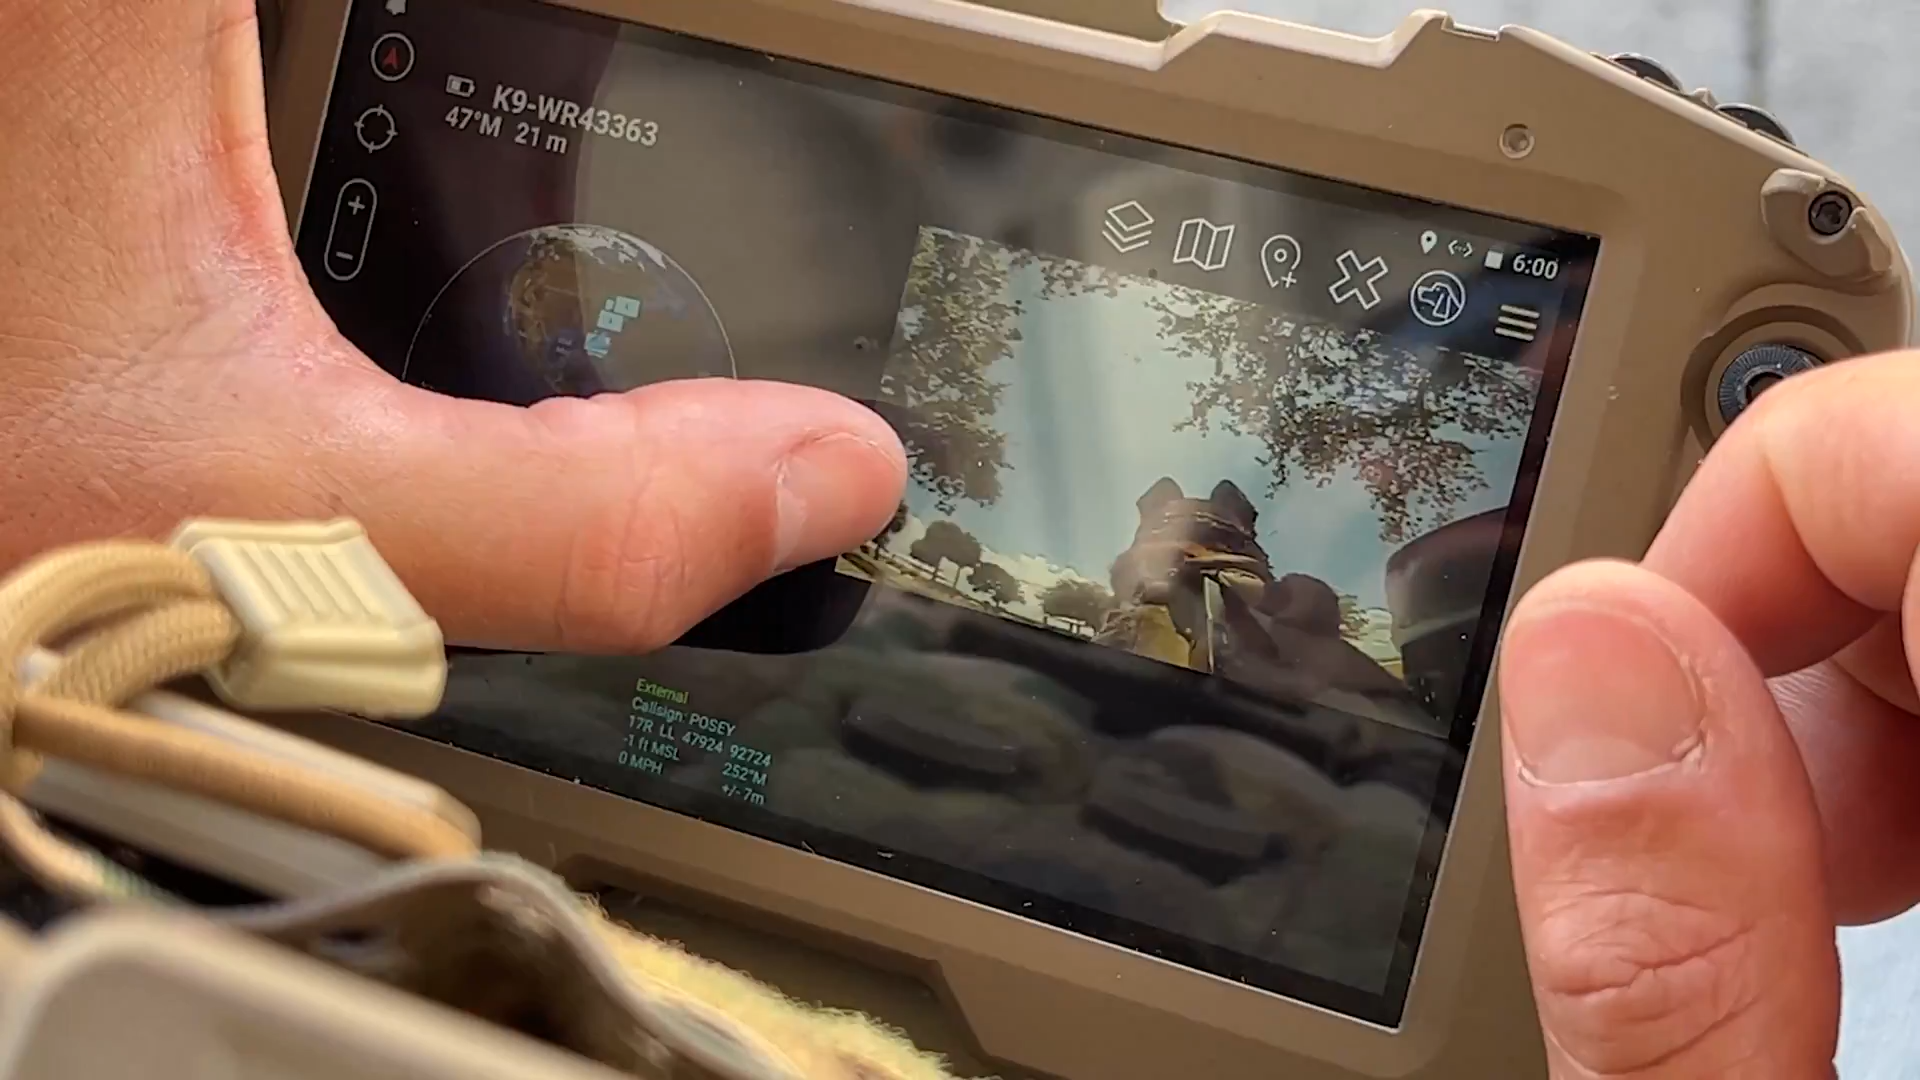 K9-WR43363
47°M 21 m
6:00
External
Callsign: POSEY
17R LL 47924 92724
-1 ft MSL 252°M
0 MPH +/- 7m